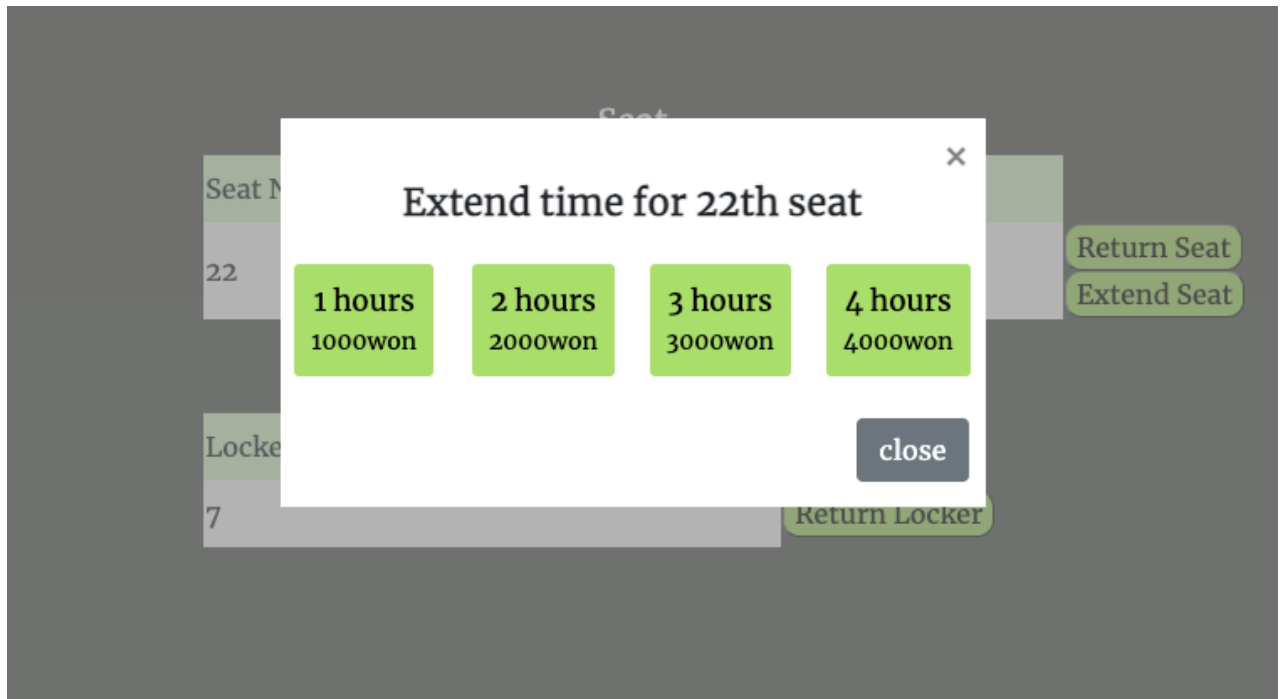 Seat
×
Extend time for 22th seat
Seat N
22
Return Seat
Extend Seat
1 hours
1000won
2 hours
2000won
3 hours
3000won
4 hours
4000won
close
Locke
7
Return Locker